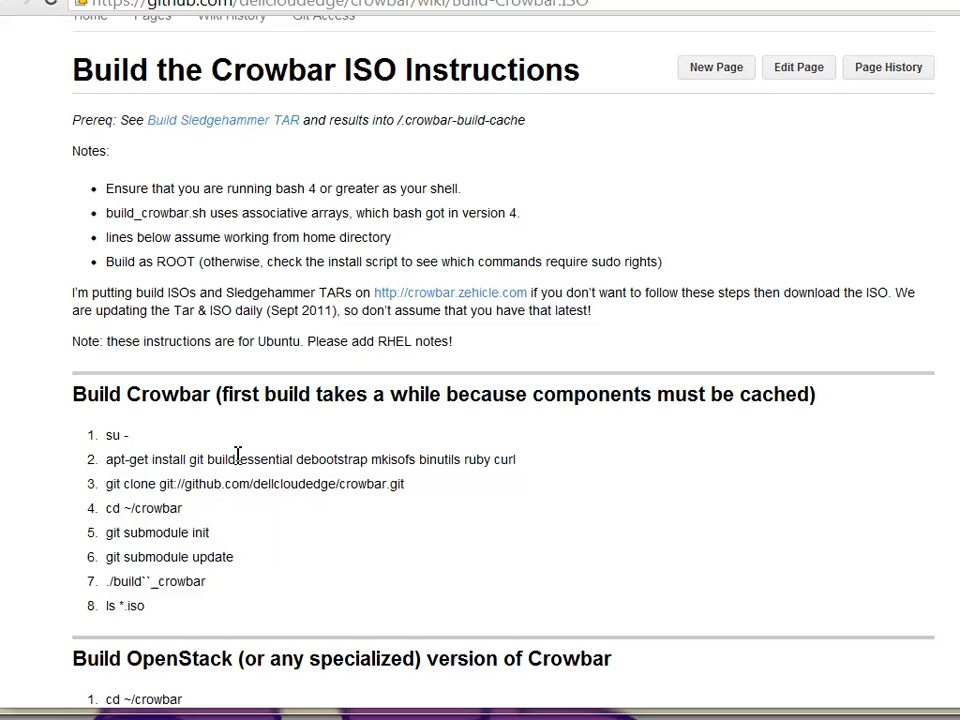 https://github.com/dellcloudedge/crowbar/wiki/Build-Crowbar.ISO
Home Pages Wiki History Git Access
Build the Crowbar ISO Instructions
New Page Edit Page Page History
Prereq: See Build Sledgehammer TAR and results into /.crowbar-build-cache
Notes:
• Ensure that you are running bash 4 or greater as your shell.
• build_crowbar.sh uses associative arrays, which bash got in version 4.
• lines below assume working from home directory
• Build as ROOT (otherwise, check the install script to see which commands require sudo rights)
I'm putting build ISOs and Sledgehammer TARs on http://crowbar.zehicle.com if you don't want to follow these steps then download the ISO. We
are updating the Tar & ISO daily (Sept 2011), so don't assume that you have that latest!
Note: these instructions are for Ubuntu. Please add RHEL notes!
Build Crowbar (first build takes a while because components must be cached)
1. su -
2. apt-get install git build-essential debootstrap mkisofs binutils ruby curl
3. git clone git://github.com/dellcloudedge/crowbar.git
4. cd ~/crowbar
5. git submodule init
6. git submodule update
7. ./build``_crowbar
8. ls *.iso
Build OpenStack (or any specialized) version of Crowbar
1. cd ~/crowbar